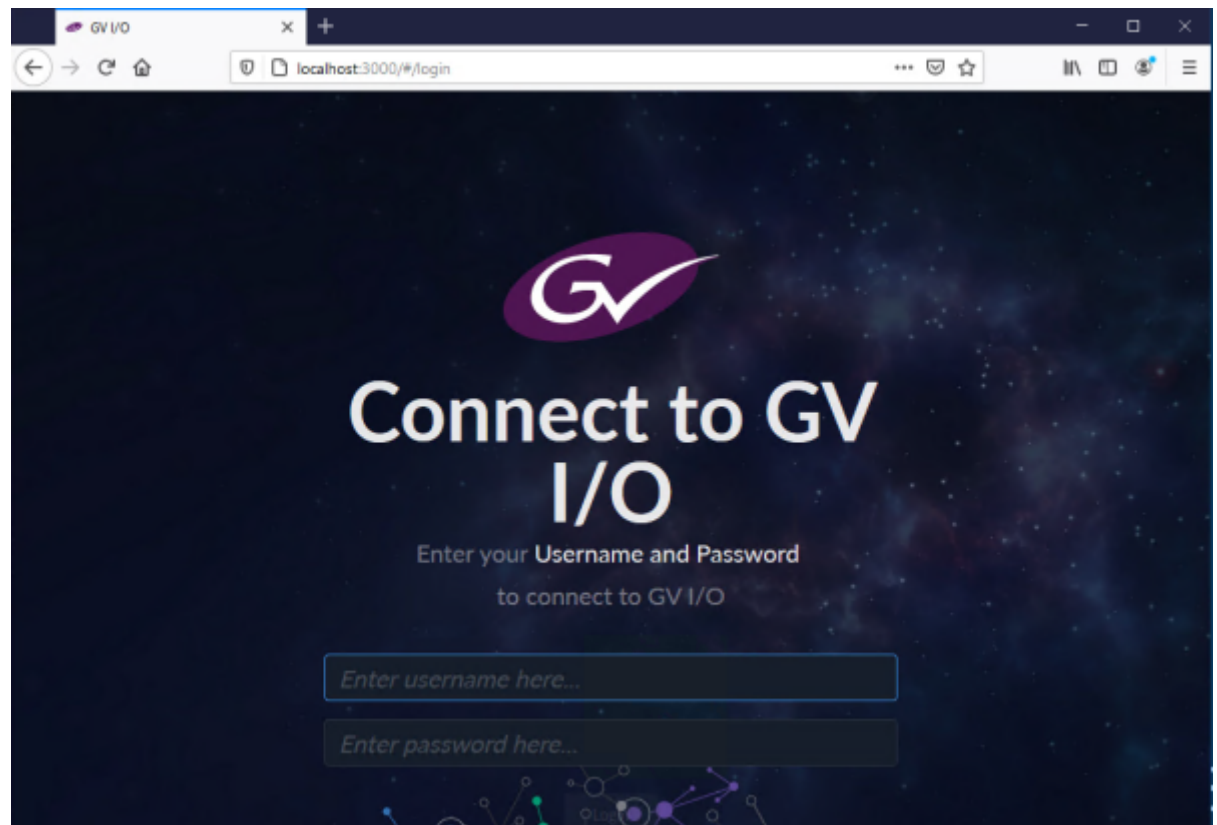 GV I/O
localhost:3000/#/login
GV
Connect to GV
I/O
Enter your Username and Password
to connect to GV I/O
Enter username here...
Enter password here...